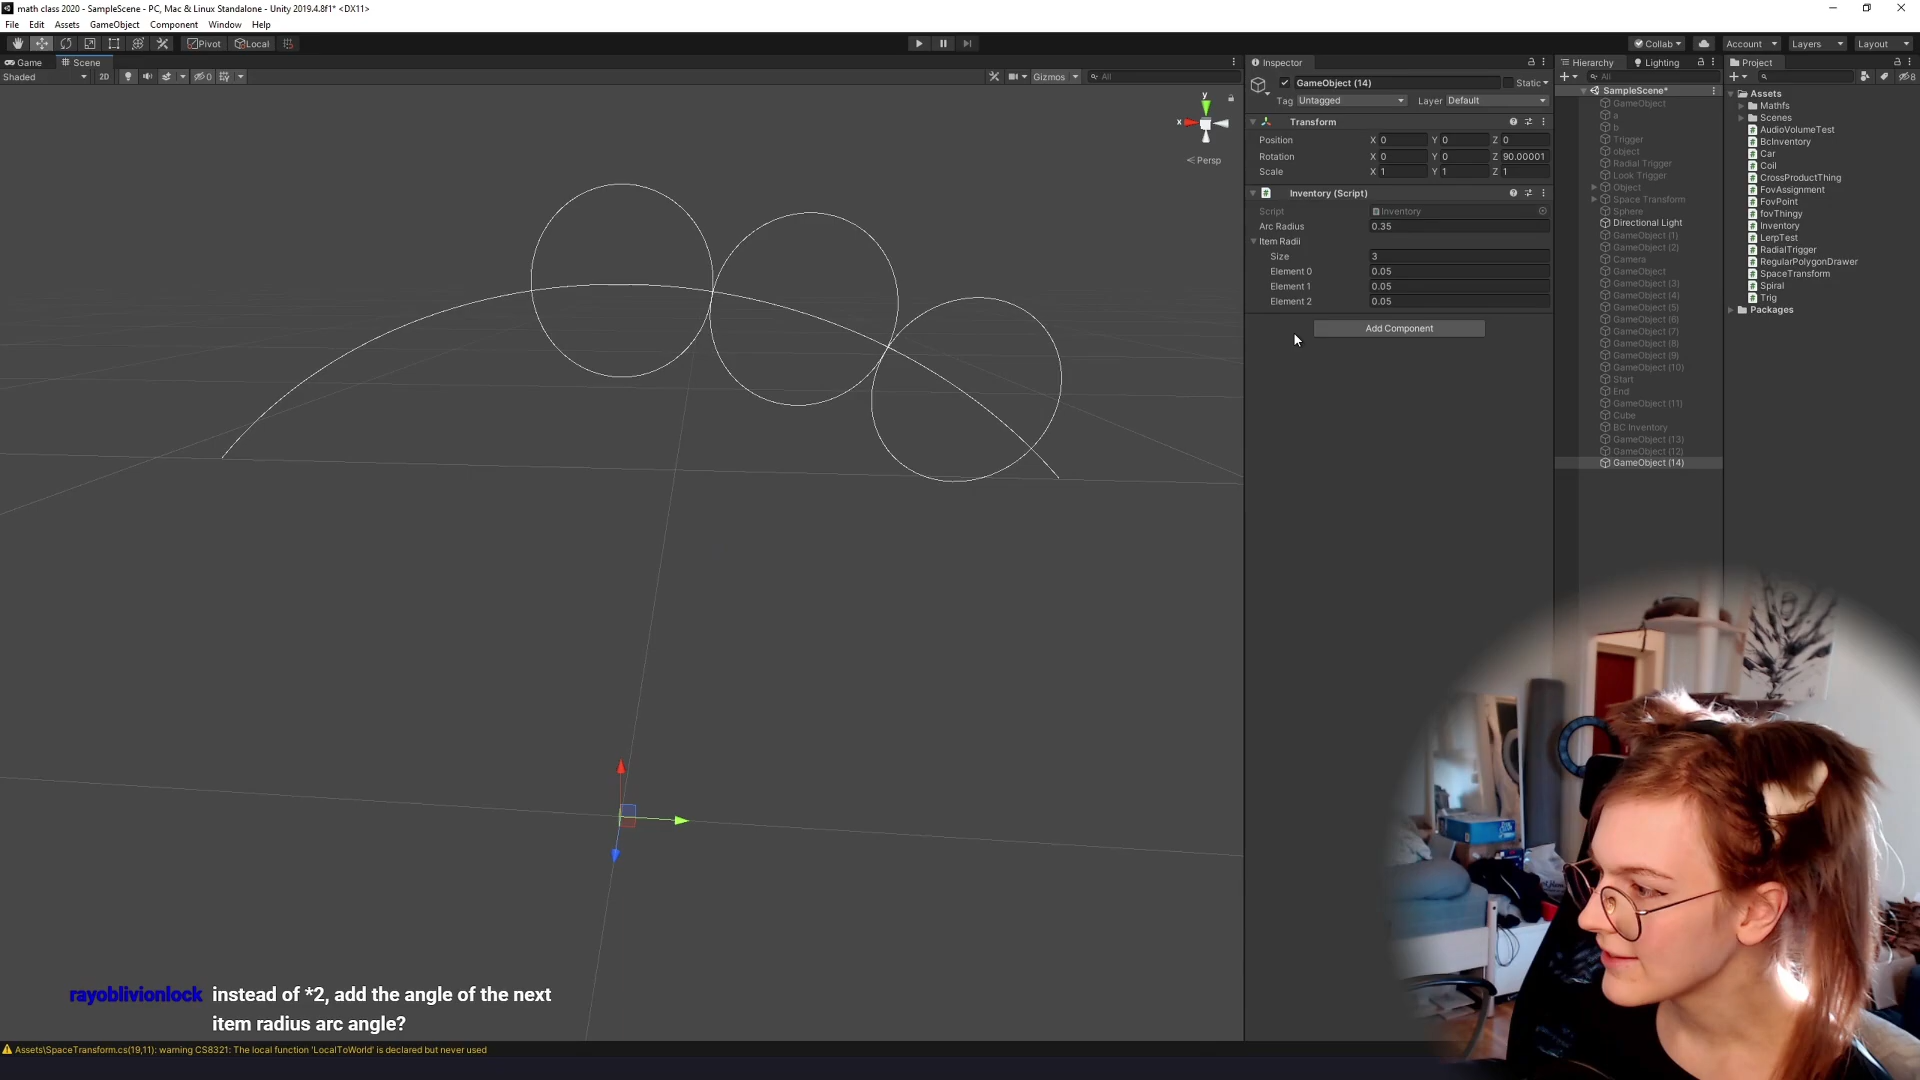 math class 2020 - SampleScene - PC, Mac & Linux Standalone - Unity 2019.4.8f1* <DX11>
File Edit Assets GameObject Component Window Help
Pivot Local Collab Account Layers Layout
Game Scene
Shaded 2D 0 Gizmos All
y
x
Persp
Inspector
GameObject (14) Static
Tag Untagged Layer Default
Transform
Position X 0 Y 0 Z 0
Rotation X 0 Y 0 Z 90.00001
Scale X 1 Y 1 Z 1
Inventory (Script)
Script Inventory
Arc Radius 0.35
Item Radii
Size 3
Element 0 0.05
Element 1 0.05
Element 2 0.05
Add Component
Hierarchy Lighting
All
SampleScene*
GameObject
a
b
Trigger
object
Radial Trigger
Look Trigger
Object
Space Transform
Sphere
Directional Light
GameObject (1)
GameObject (2)
Camera
GameObject
GameObject (3)
GameObject (4)
GameObject (5)
GameObject (6)
GameObject (7)
GameObject (8)
GameObject (9)
GameObject (10)
Start
End
GameObject (11)
Cube
BC Inventory
GameObject (13)
GameObject (12)
GameObject (14)
Project
8
Assets
Mathfs
Scenes
AudioVolumeTest
BcInventory
Car
Coil
CrossProductThing
FovAssignment
FovPoint
fovThingy
Inventory
LerpTest
RadialTrigger
RegularPolygonDrawer
SpaceTransform
Spiral
Trig
Packages
rayoblivionlock instead of *2, add the angle of the next
item radius arc angle?
Assets\SpaceTransform.cs(19,11): warning CS8321: The local function 'LocalToWorld' is declared but never used